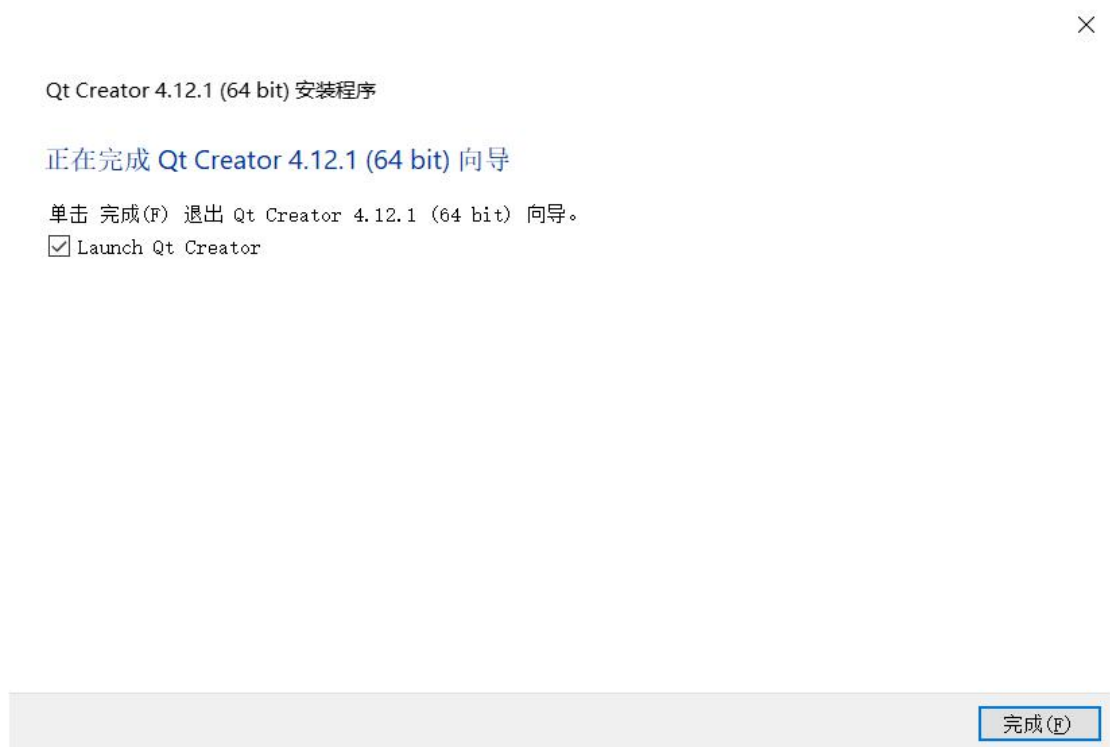 Qt Creator 4.12.1 (64 bit) 安装程序
正在完成 Qt Creator 4.12.1 (64 bit) 向导
单击 完成(F) 退出 Qt Creator 4.12.1 (64 bit) 向导。
Launch Qt Creator
完成(F)